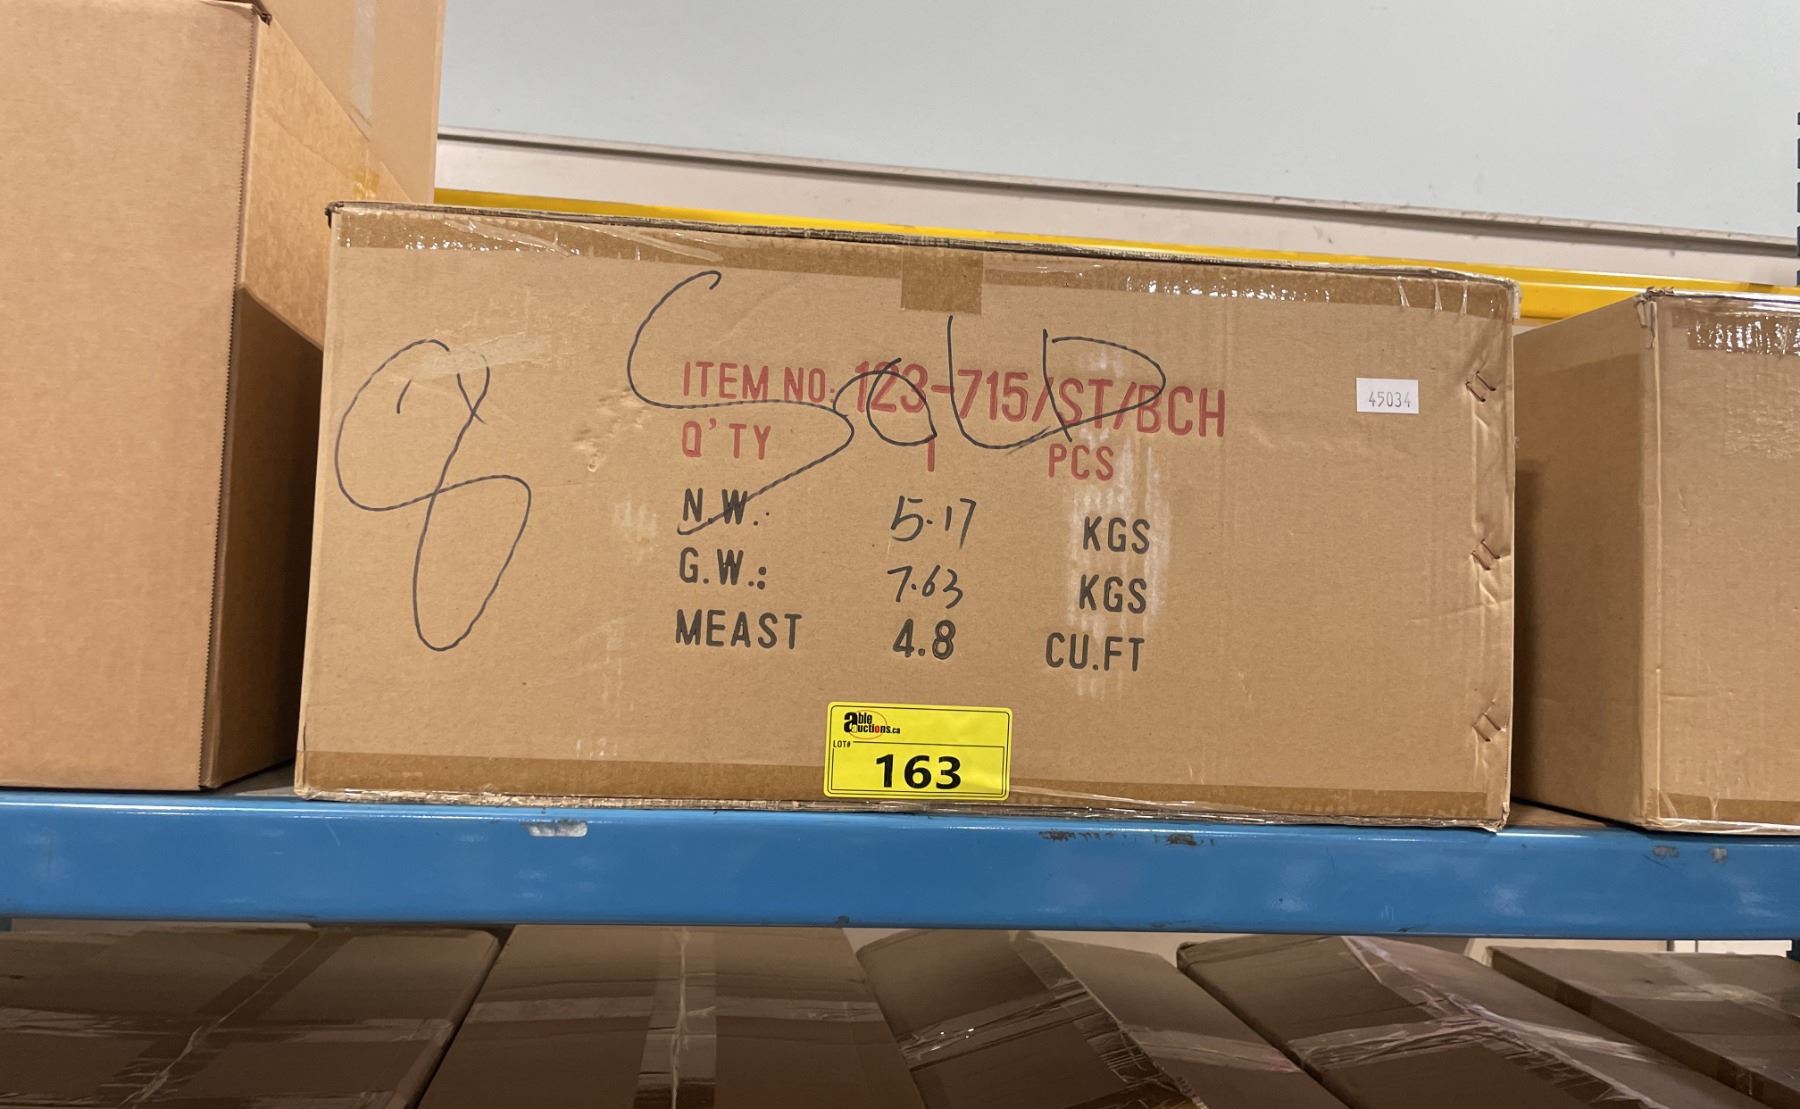 8
SOLD
ITEM NO: 123-715/ST/BCH
45034
Q'TY 1 PCS
N.W.: 5.17 KGS
G.W.: 7.63 KGS
MEAST 4.8 CU.FT
able auctions.ca
LOT#
163